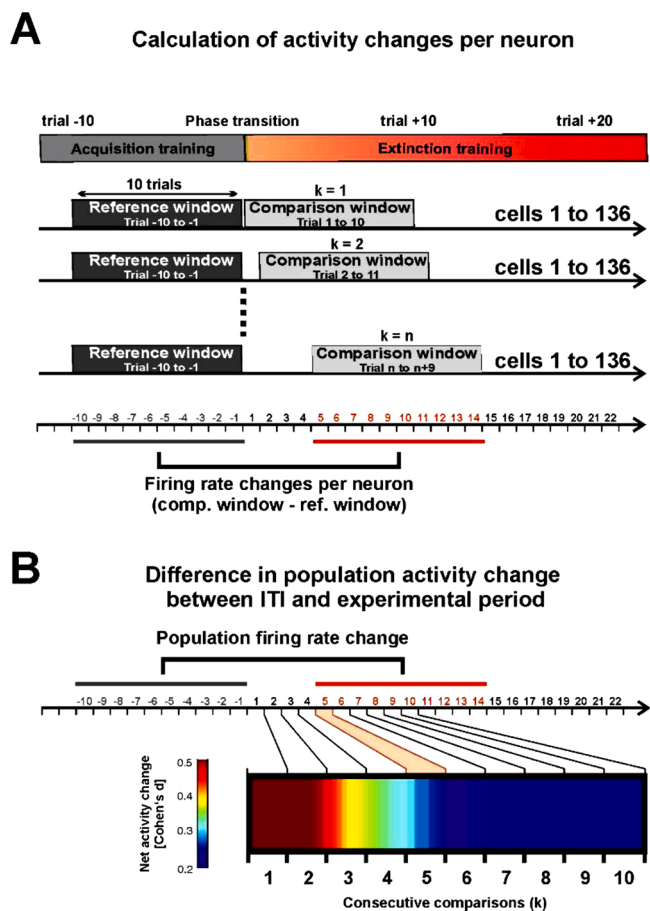 A
Calculation of activity changes per neuron
trial -10 Phase transition trial +10 trial +20
Acquisition training Extinction training
10 trials
k = 1
Reference window Comparison window
Trial -10 to -1 Trial 1 to 10
cells 1 to 136
k = 2
Reference window Comparison window
Trial -10 to -1 Trial 2 to 11
cells 1 to 136
k = n
Reference window Comparison window
Trial -10 to -1 Trial n to n+9
cells 1 to 136
-10 -9 -8 -7 -6 -5 -4 -3 -2 -1 1 2 3 4 5 6 7 8 9 10 11 12 13 14 15 16 17 18 19 20 21 22
Firing rate changes per neuron
(comp. window - ref. window)
B
Difference in population activity change
between ITI and experimental period
Population firing rate change
-10 -9 -8 -7 -6 -5 -4 -3 -2 -1 1 2 3 4 5 6 7 8 9 10 11 12 13 14 15 16 17 18 19 20 21 22
Net activity change
[Cohen's d]
0.5
0.4
0.3
0.2
1 2 3 4 5 6 7 8 9 10
Consecutive comparisons (k)